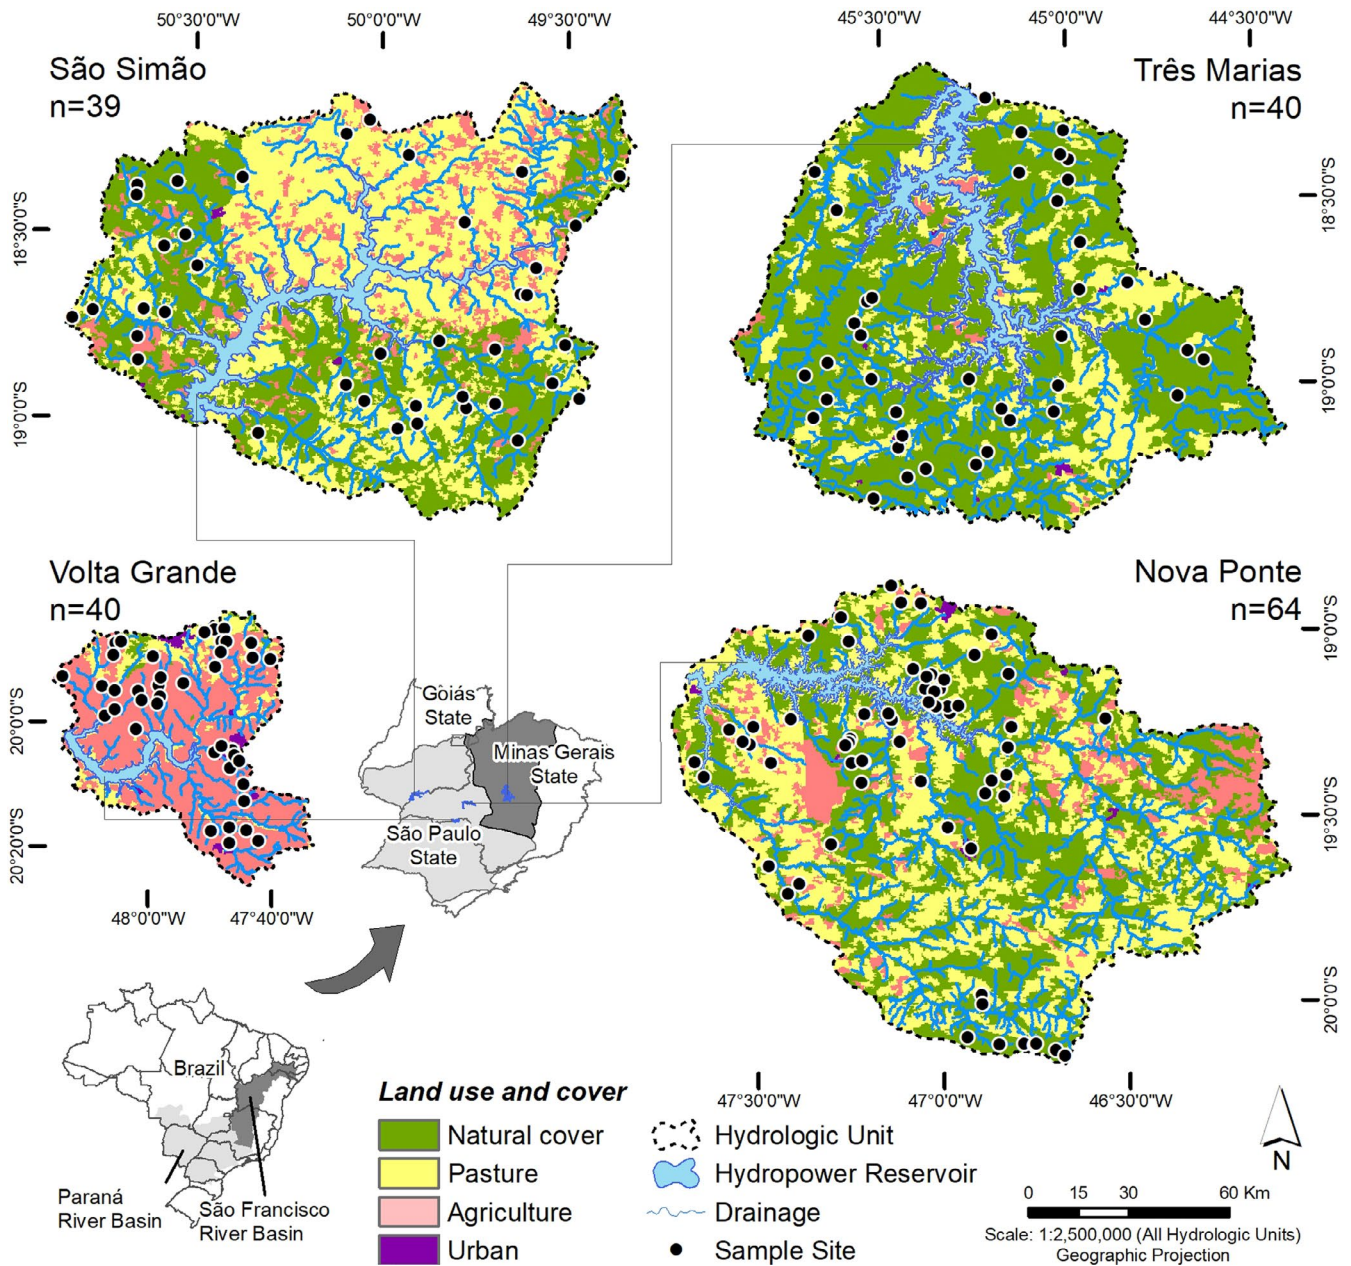 50°30'0"W
50°00'0"W
49°30'0"W
45°30'0"W
45°00'0"W
44°30'0"W
São Simão
n=39
Três Marias
n=40
18°30'0"S
19°0'0"S
18°30'0"S
19°0'0"S
Volta Grande
n=40
Nova Ponte
n=64
20°0'0"S
20°20'0"S
48°0'0"W
47°40'0"W
19°0'0"S
19°30'0"S
20°0'0"S
47°30'0"W
47°0'0"W
46°30'0"W
Goiás
State
Minas Gerais
State
São Paulo
State
Brazil
Paraná
River Basin
São Francisco
River Basin
Land use and cover
Natural cover
Pasture
Agriculture
Urban
Hydrologic Unit
Hydropower Reservoir
Drainage
Sample Site
N
0 15 30 60 Km
Scale: 1:2,500,000 (All Hydrologic Units)
Geographic Projection